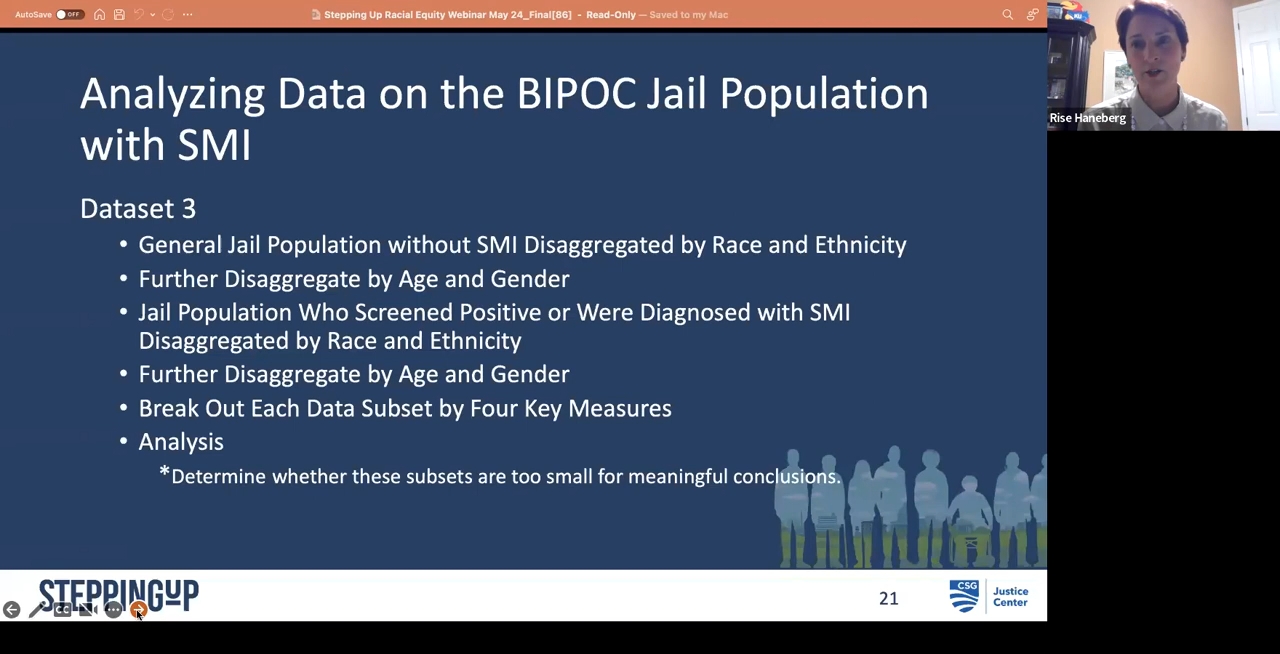 AutoSave OFF
Stepping Up Racial Equity Webinar May 24_Final[86] - Read-Only — Saved to my Mac
Rise Haneberg
Analyzing Data on the BIPOC Jail Population
with SMI
Dataset 3
• General Jail Population without SMI Disaggregated by Race and Ethnicity
• Further Disaggregate by Age and Gender
• Jail Population Who Screened Positive or Were Diagnosed with SMI
Disaggregated by Race and Ethnicity
• Further Disaggregate by Age and Gender
• Break Out Each Data Subset by Four Key Measures
• Analysis
*Determine whether these subsets are too small for meaningful conclusions.
STEPPINGUP
CC
21
CSG
Justice
Center